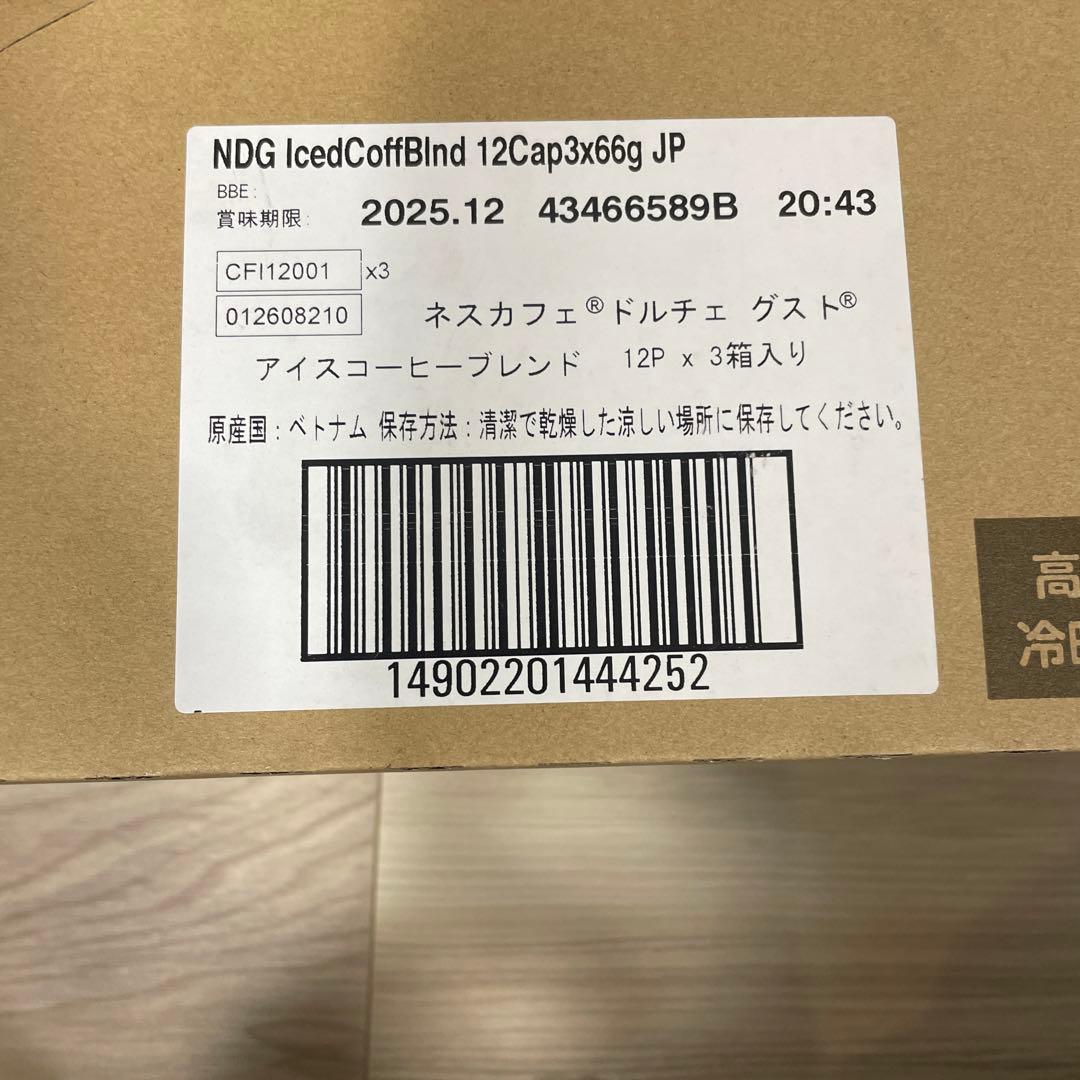 NDG IcedCoffBlnd 12Cap3x66g JP
BBE:
賞味期限: 2025.12 43466589B 20:43
CFI12001 x3
012608210
ネスカフェ®ドルチェ グスト®
アイスコーヒーブレンド 12P x 3箱入り
原産国:ベトナム 保存方法:清潔で乾燥した涼しい場所に保存してください。
14902201444252
高
冷